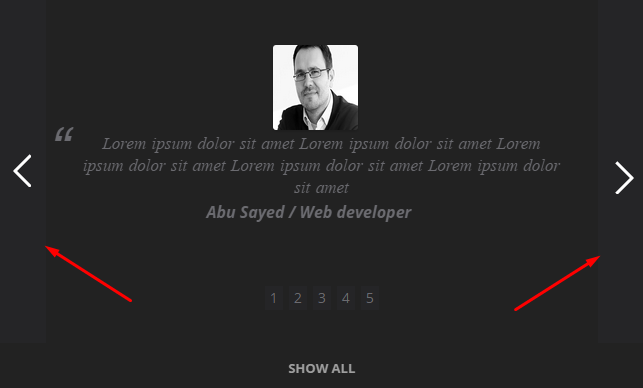 “
Lorem ipsum dolor sit amet Lorem ipsum dolor sit amet Lorem
ipsum dolor sit amet Lorem ipsum dolor sit amet Lorem ipsum dolor
sit amet
Abu Sayed / Web developer
1 2 3 4 5
SHOW ALL